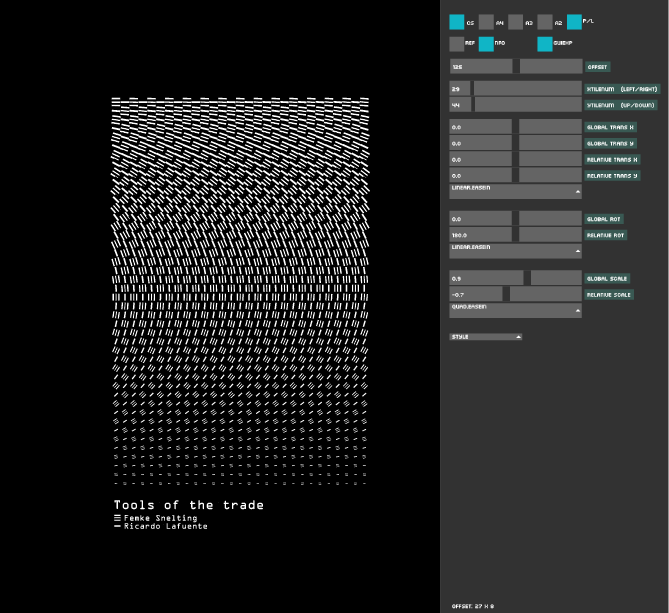 OS A4 A3 A2 P/L
REF INFO GUIDES
125 OFFSET
29 XTILENUM (LEFT/RIGHT)
44 YTILENUM (UP/DOWN)
0.0 GLOBAL TRANS X
0.0 GLOBAL TRANS Y
0.0 RELATIVE TRANS X
0.0 RELATIVE TRANS Y
LINEAR.EASEIN
0.0 GLOBAL ROT
180.0 RELATIVE ROT
LINEAR.EASEIN
0.9 GLOBAL SCALE
-0.7 RELATIVE SCALE
QUAD.EASEIN
STYLE
Tools of the trade
Femke Snelting
Ricardo Lafuente
OFFSET: 27 X 8